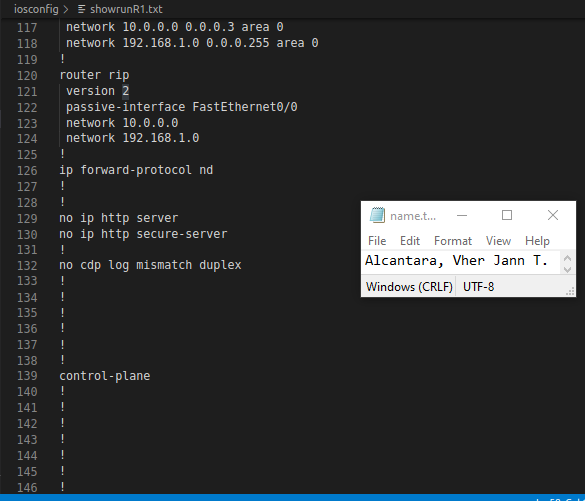 iosconfig > showrunR1.txt
117 network 10.0.0.0 0.0.0.3 area 0
118 network 192.168.1.0 0.0.0.255 area 0
119 !
120 router rip
121 version 2
122 passive-interface FastEthernet0/0
123 network 10.0.0.0
124 network 192.168.1.0
125 !
126 ip forward-protocol nd
127 !
128 !
129 no ip http server
130 no ip http secure-server
131 !
132 no cdp log mismatch duplex
133 !
134 !
135 !
136 !
137 !
138 !
139 control-plane
140 !
141 !
142 !
143 !
144 !
145 !
146 !
name.t...
File Edit Format View Help
Alcantara, Vher Jann T.
Windows (CRLF) UTF-8